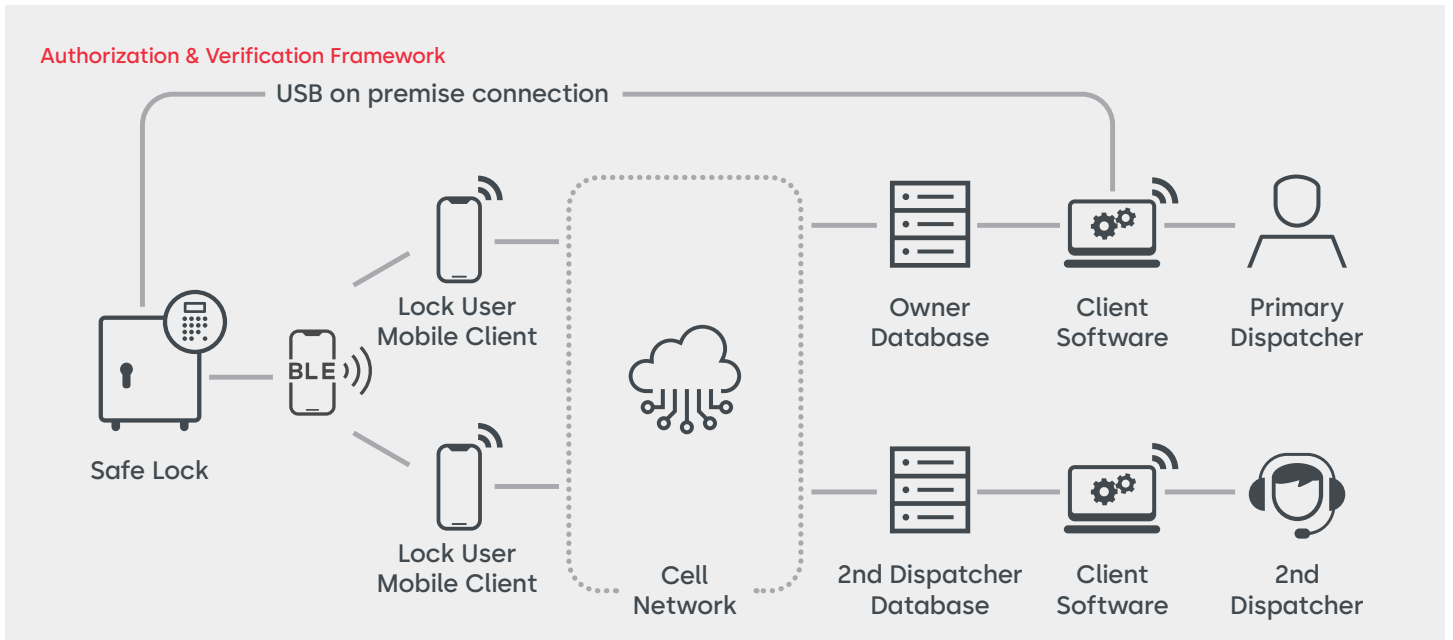 Authorization & Verification Framework
USB on premise connection
Lock User
Mobile Client
Owner
Database
Client
Software
Primary
Dispatcher
BLE
Safe Lock
Lock User
Mobile Client
Cell
Network
2nd Dispatcher
Database
Client
Software
2nd
Dispatcher